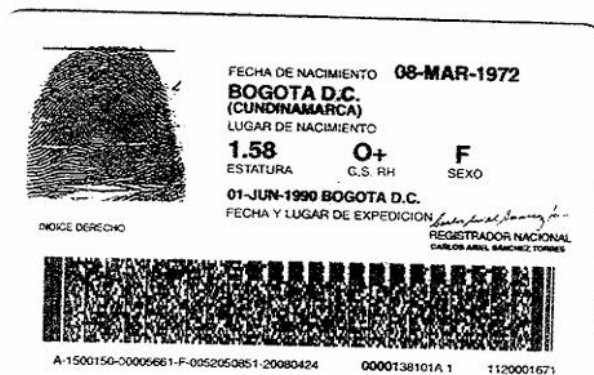 FECHA DE NACIMIENTO 08-MAR-1972
BOGOTA D.C.
(CUNDINAMARCA)
LUGAR DE NACIMIENTO
1.58 O+ F
ESTATURA G.S. RH SEXO
01-JUN-1990 BOGOTA D.C.
FECHA Y LUGAR DE EXPEDICION
INDICE DERECHO
REGISTRADOR NACIONAL
CARLOS ARIEL SANCHEZ TORRES
A-1500150-00005661-F-0052050851-20080424 0000138101A 1 1120001671